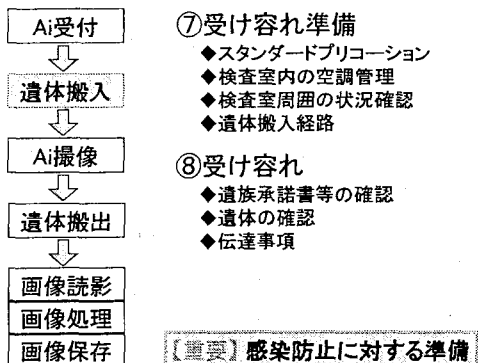 Ai受付
遺体搬入
Ai撮像
遺体搬出
画像読影
画像処理
画像保存
⑦受け容れ準備
◆スタンダードプリコーション
◆検査室内の空調管理
◆検査室周囲の状況確認
◆遺体搬入経路
⑧受け容れ
◆遺族承諾書等の確認
◆遺体の確認
◆伝達事項
【重要】感染防止に対する準備